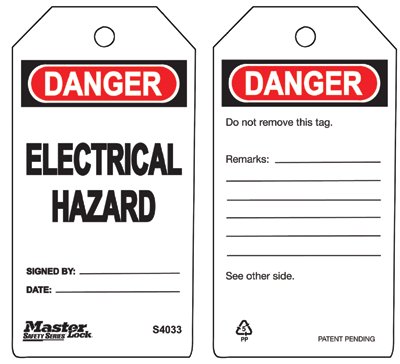 DANGER
ELECTRICAL
HAZARD
SIGNED BY:
DATE:
Master Lock
SAFETY SERIES
S4033
DANGER
Do not remove this tag.
Remarks:
See other side.
PP
PATENT PENDING